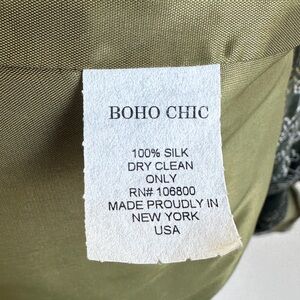 BOHO CHIC
100% SILK
DRY CLEAN
ONLY
RN# 106800
MADE PROUDLY IN
NEW YORK
USA